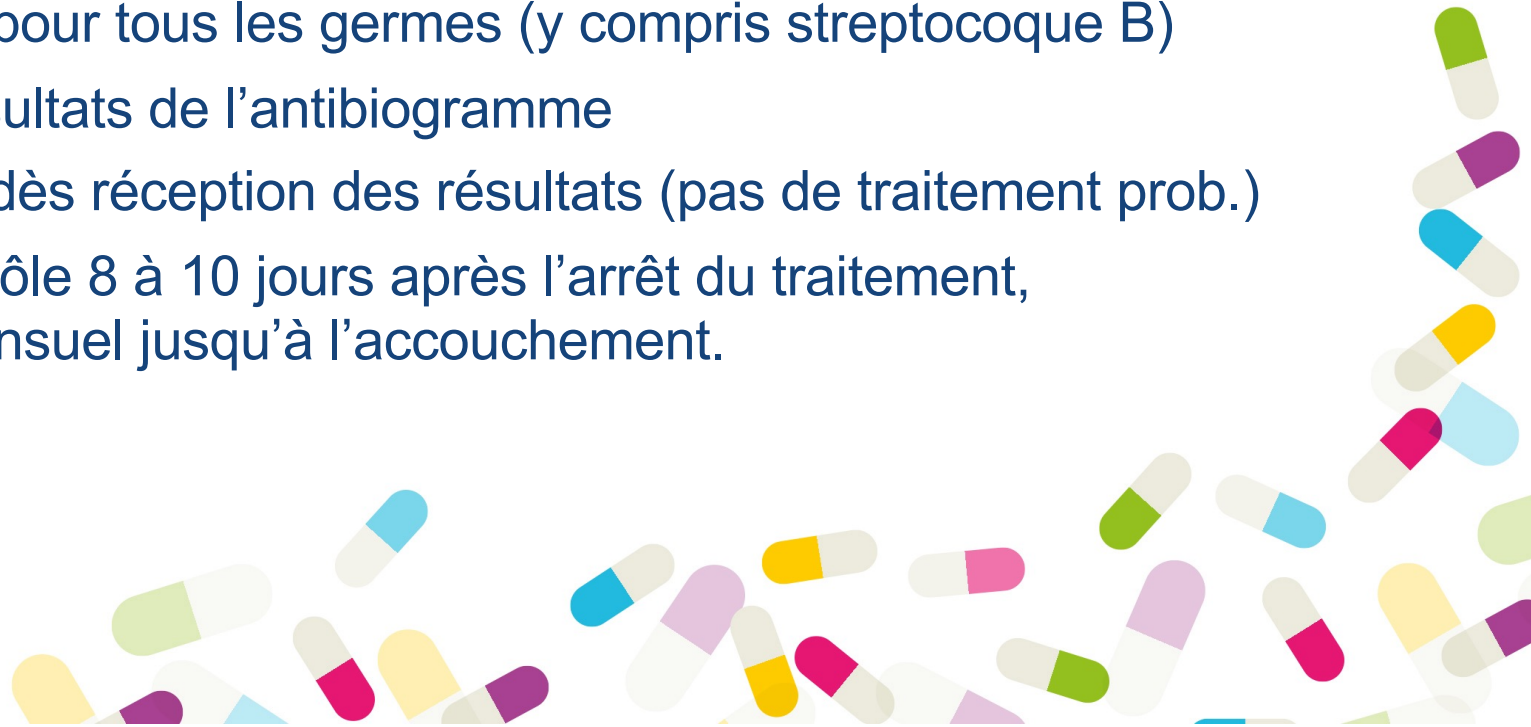 pour tous les germes (y compris streptocoque B)
sultats de l’antibiogramme
dès réception des résultats (pas de traitement prob.)
ôle 8 à 10 jours après l’arrêt du traitement,
nsuel jusqu’à l’accouchement.